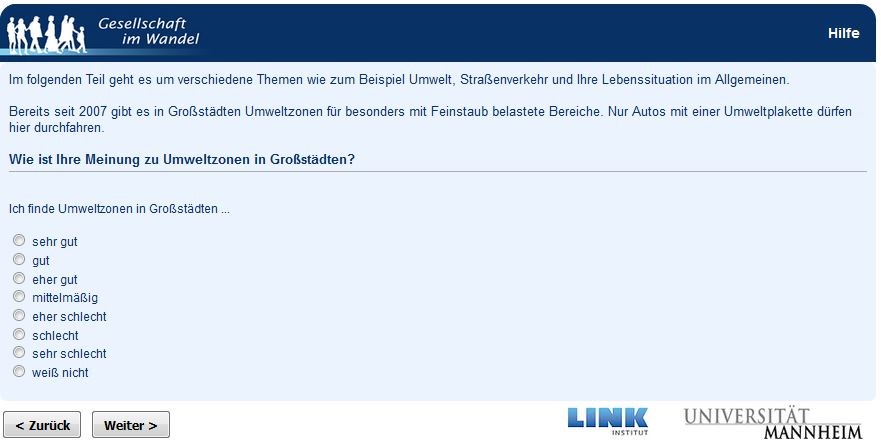 Gesellschaft
im Wandel
Hilfe
Im folgenden Teil geht es um verschiedene Themen wie zum Beispiel Umwelt, Straßenverkehr und Ihre Lebenssituation im Allgemeinen.
Bereits seit 2007 gibt es in Großstädten Umweltzonen für besonders mit Feinstaub belastete Bereiche. Nur Autos mit einer Umweltplakette dürfen
hier durchfahren.
Wie ist Ihre Meinung zu Umweltzonen in Großstädten?
Ich finde Umweltzonen in Großstädten ...
sehr gut
gut
eher gut
mittelmäßig
eher schlecht
schlecht
sehr schlecht
weiß nicht
< Zurück
Weiter >
LINK
INSTITUT
UNIVERSITÄT
MANNHEIM